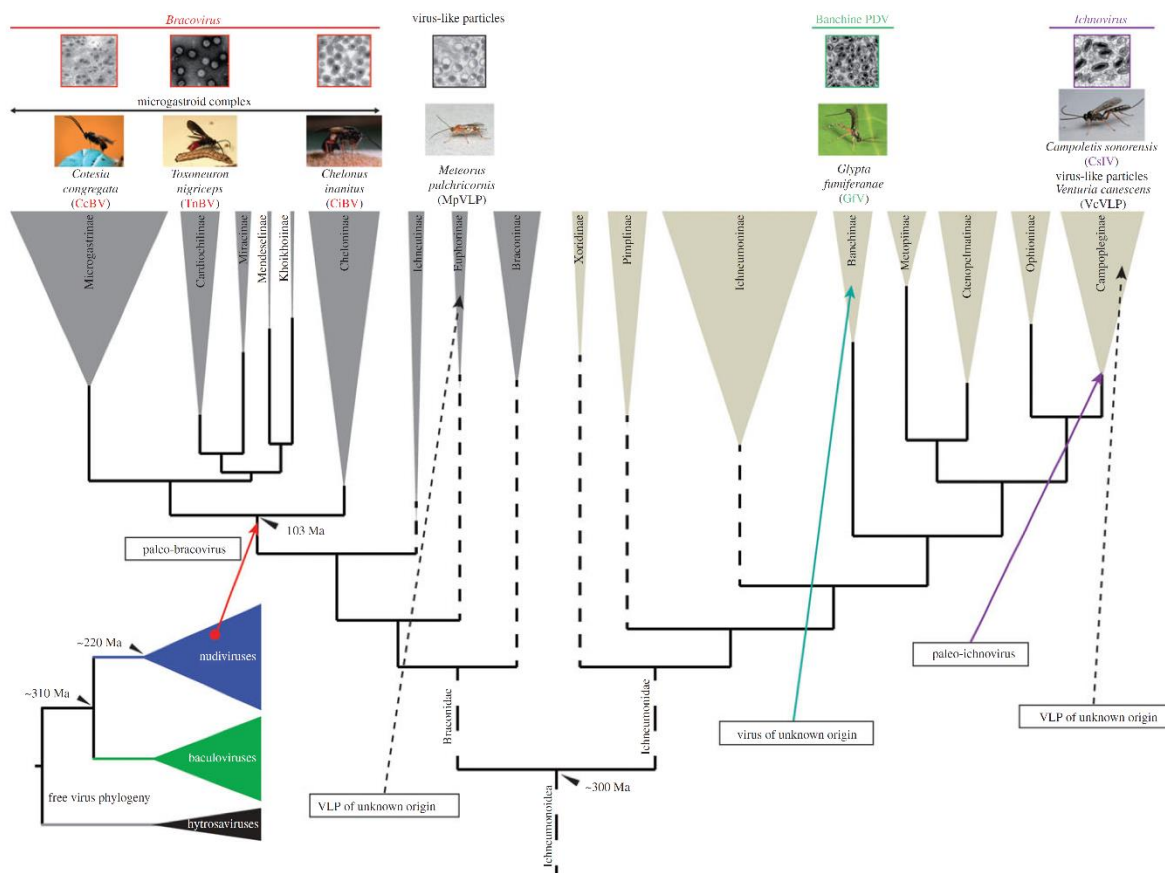 Bracovirus
virus-like particles
Banchine PDV
Ichnovirus
microgastroid complex
Cotesia
congregata
(CcBV)
Toxomeuron
nigriceps
(TnBV)
Chelonus
inanitus
(CiBV)
Meteorus
pulchricornis
(MpVLP)
Glypta
fumiferanae
(GfV)
Campoletis sonorensis
(CsIV)
virus-like particles
Venturia canescens
(VcVLP)
Microgastrinae
Cardiochilinae
Miracinae
Mendesclinae
Khoikhoiinae
Cheloninae
Ichneutinae
Euphorinae
Braconinae
Xoridinae
Pimplinae
Ichneumoninae
Banchinae
Metopiinae
Ctenopelmatinae
Ophioninae
Campopleginae
103 Ma
paleo-bracovirus
~220 Ma
nudiviruses
~310 Ma
baculoviruses
free virus phylogeny
hytrosaviruses
VLP of unknown origin
Braconidae
Ichneumonidae
~300 Ma
Ichneumonoidea
virus of unknown origin
paleo-ichnovirus
VLP of unknown origin